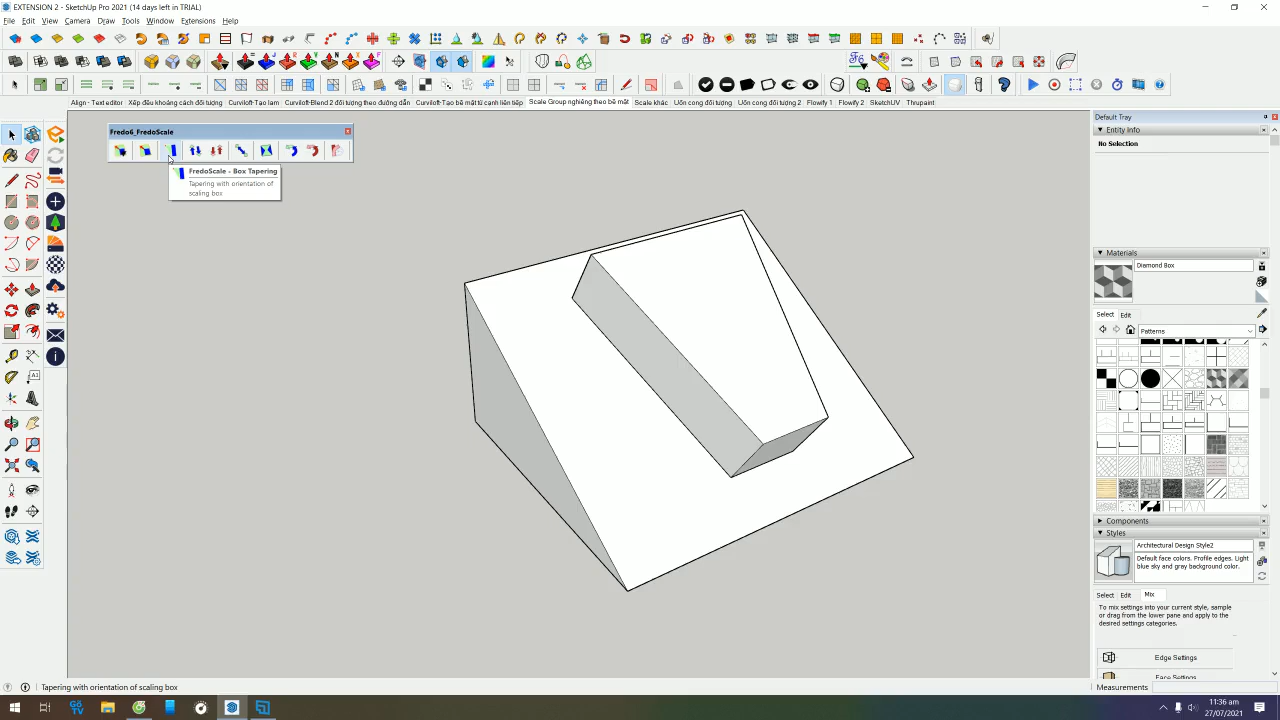 EXTENSION 2 - SketchUp Pro 2021 (14 days left in TRIAL)
File Edit View Camera Draw Tools Window Extensions Help
Align - Text editor Xếp đều khoảng cách đối tượng Curviloft-Tạo lam Curviloft-Blend 2 đối tượng theo đường dẫn Curviloft-Tạo bề mặt từ cạnh liên tiếp Scale Group nghiêng theo bề mặt Scale khác Uốn cong đối tượng Uốn cong đối tượng 2 Flowify 1 Flowify 2 SketchUV Thrupaint
Fredo6_FredoScale
FredoScale - Box Tapering
Tapering with orientation of
scaling box
Default Tray
Entity Info
No Selection
Materials
Diamond Box
Select Edit
Patterns
Components
Styles
Architectural Design Style2
Default face colors. Profile edges. Light
blue sky and gray background color.
Select Edit Mix
To mix settings into your current style, sample
or drag from the lower pane and apply to the
desired settings categories.
Edge Settings
Face Settings
Tapering with orientation of scaling box
Measurements
11:36 am
27/07/2021